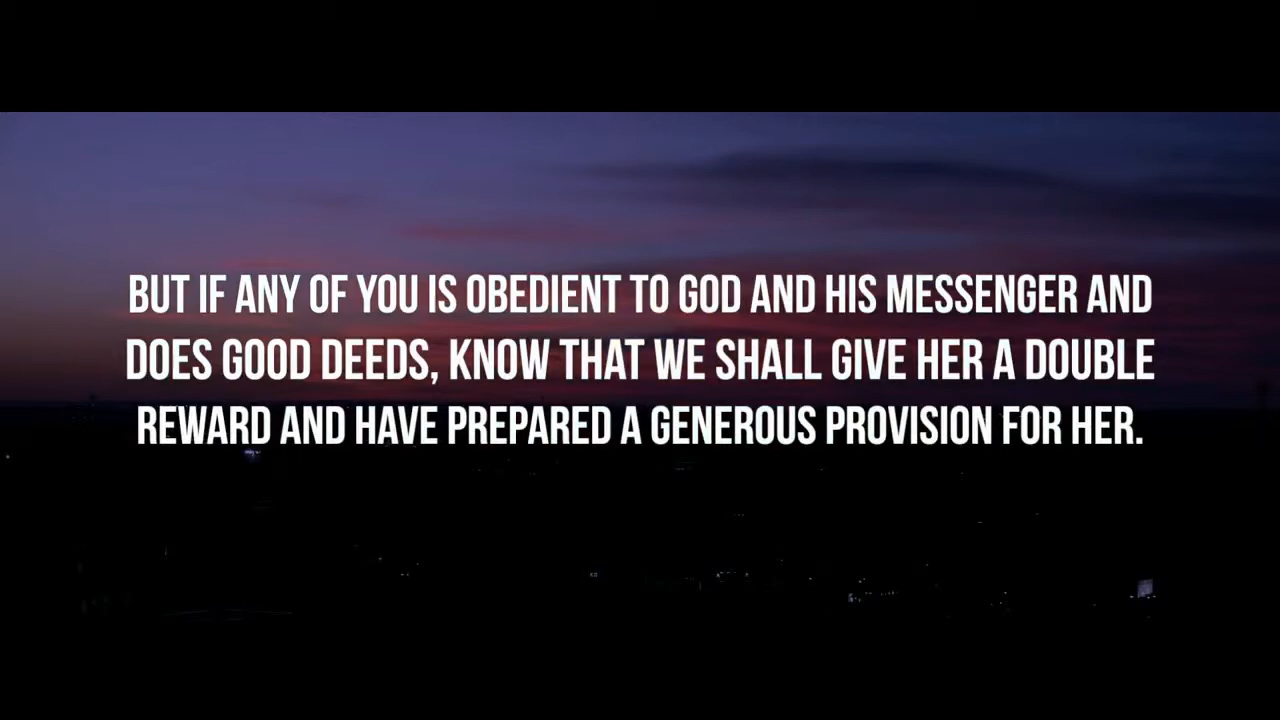 BUT IF ANY OF YOU IS OBEDIENT TO GOD AND HIS MESSENGER AND
DOES GOOD DEEDS, KNOW THAT WE SHALL GIVE HER A DOUBLE
REWARD AND HAVE PREPARED A GENEROUS PROVISION FOR HER.